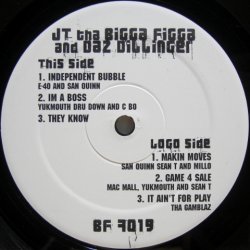 JT tha Bigga Figga
and Daz Dillinger
This Side
1. INDEPENDENT BUBBLE
E-40 AND SAN QUINN
2. IM A BOSS
YUKMOUTH DRU DOWN AND C BO
3. THEY KNOW
Logo Side
1. MAKIN MOVES
SAN QUINN SEAN T AND MILLO
2. GAME 4 SALE
MAC MALL, YUKMOUTH AND SEAN T
3. IT AIN'T FOR PLAY
THA GAMBLAZ
BF 7019